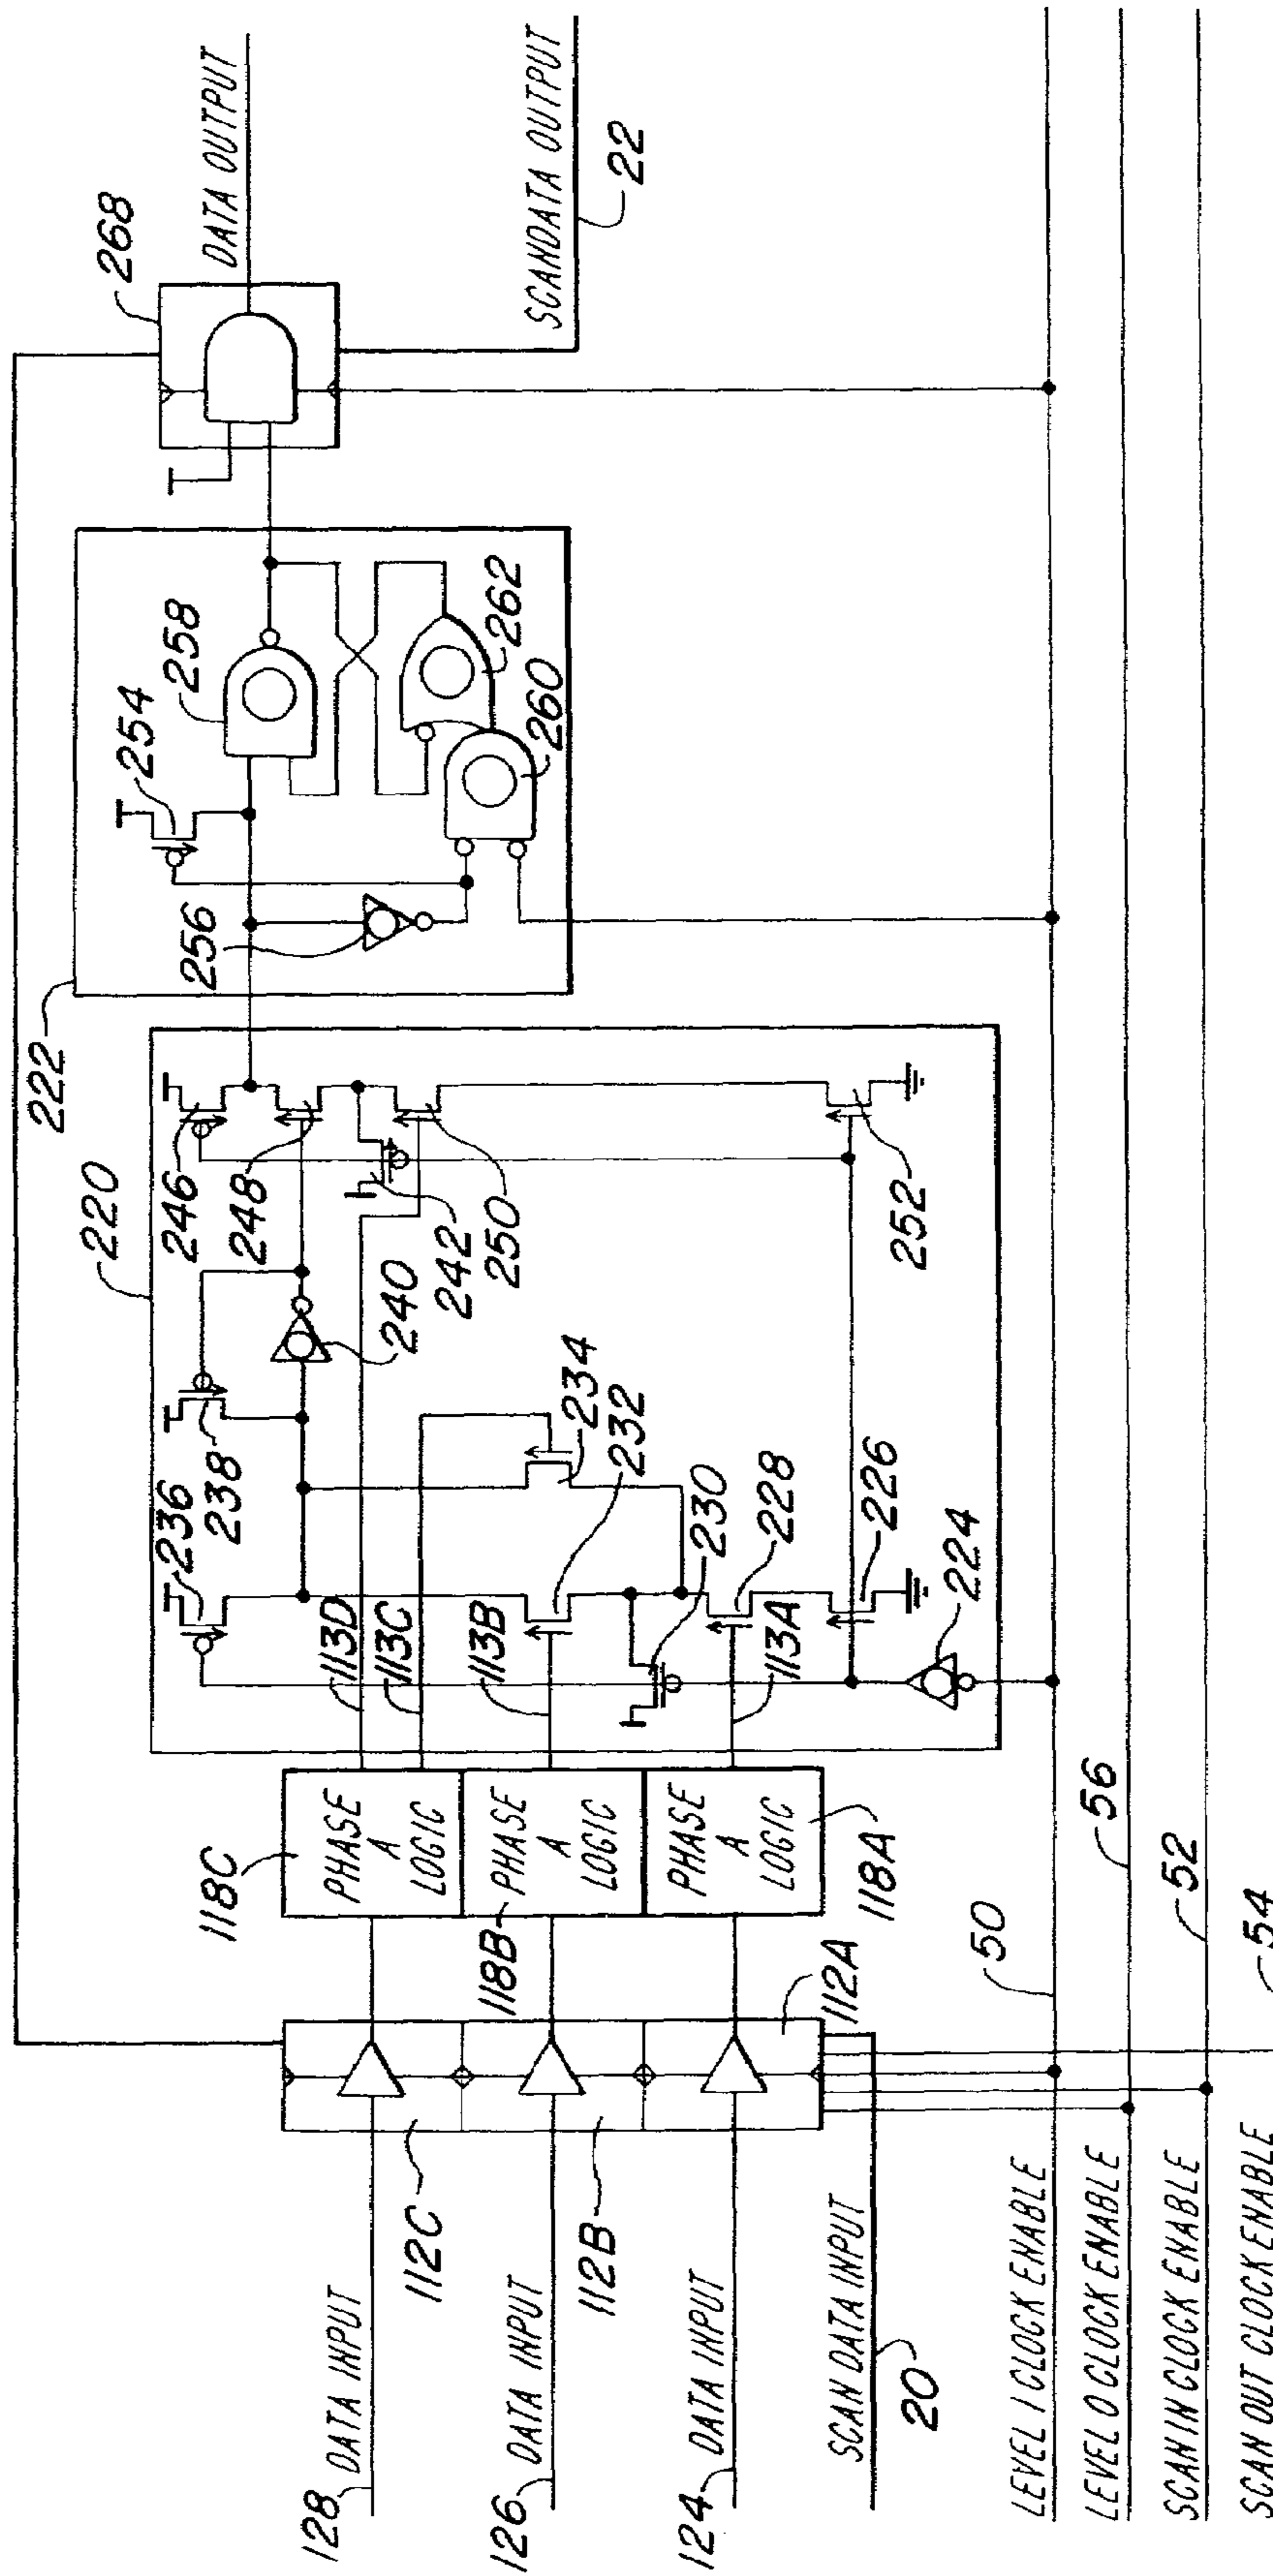 222
220
254
258
268
DATA OUTPUT
256
260
262
SCANDATA OUTPUT
22
236
238
246
248
240
242
250
234
232
230
228
226
224
252
113D
113C
113B
113A
118C
PHASE
A
LOGIC
118B
PHASE
A
LOGIC
PHASE
A
LOGIC
118A
112C
112B
112A
128 DATA INPUT
126 DATA INPUT
124 DATA INPUT
SCAN DATA INPUT
20
LEVEL 1 CLOCK ENABLE
50
LEVEL 0 CLOCK ENABLE
56
SCAN IN CLOCK ENABLE
52
SCAN OUT CLOCK ENABLE
54